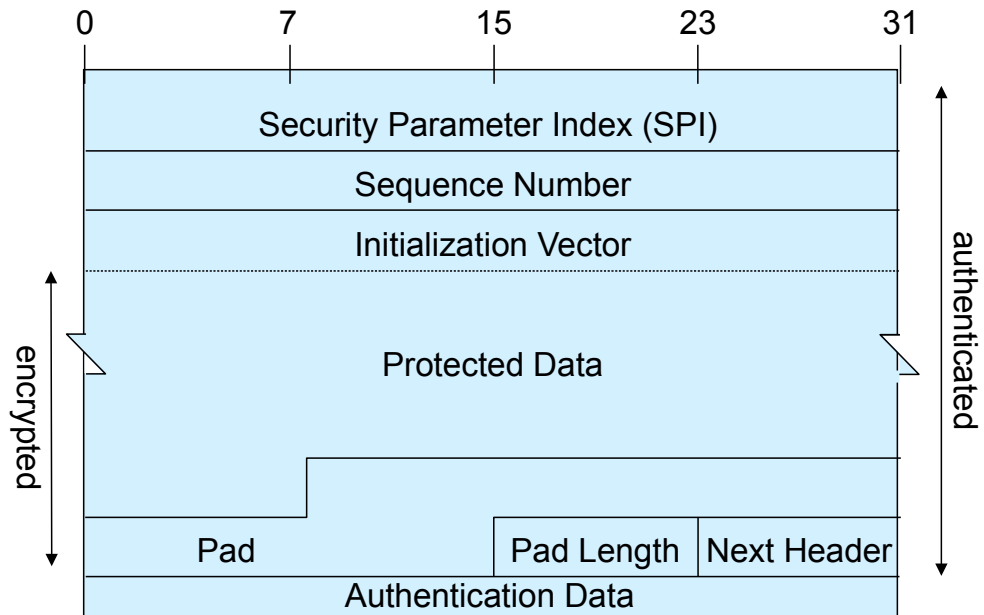 0 7 15 23 31
Security Parameter Index (SPI)
Sequence Number
Initialization Vector
authenticated
encrypted
Protected Data
Pad Pad Length Next Header
Authentication Data